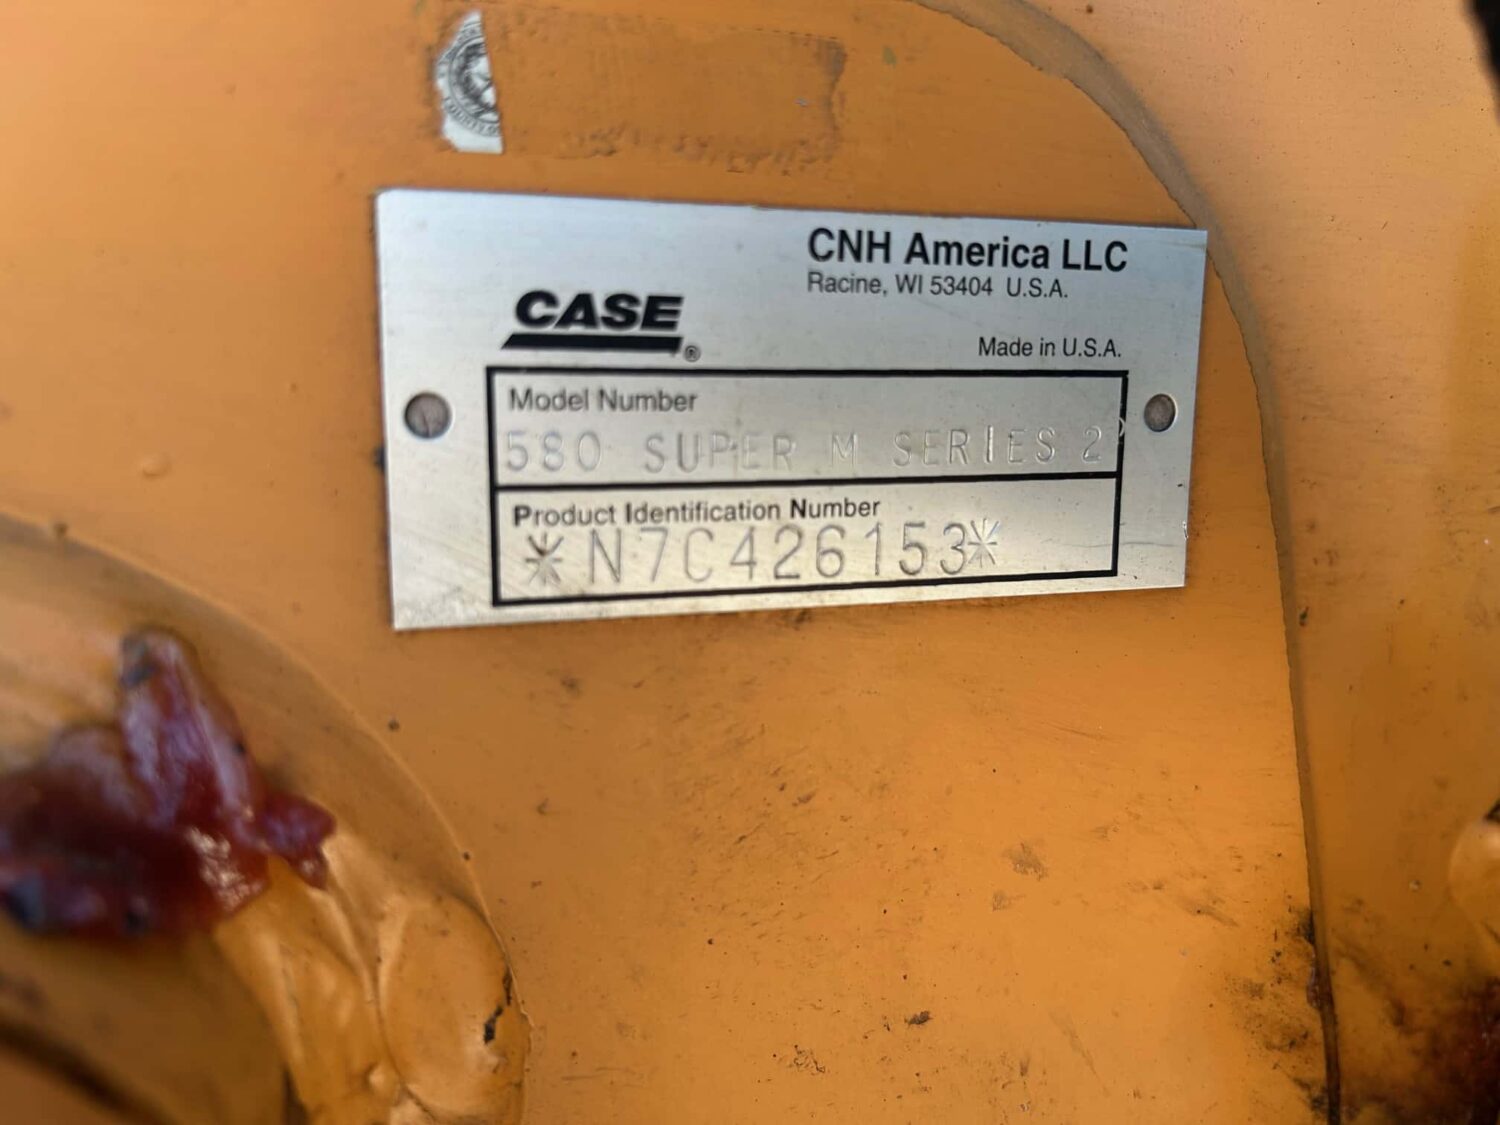 CNH America LLC
Racine, WI 53404 U.S.A.
CASE®
Made in U.S.A.
Model Number
580 SUPER M SERIES 2
Product Identification Number
*N7C426153*